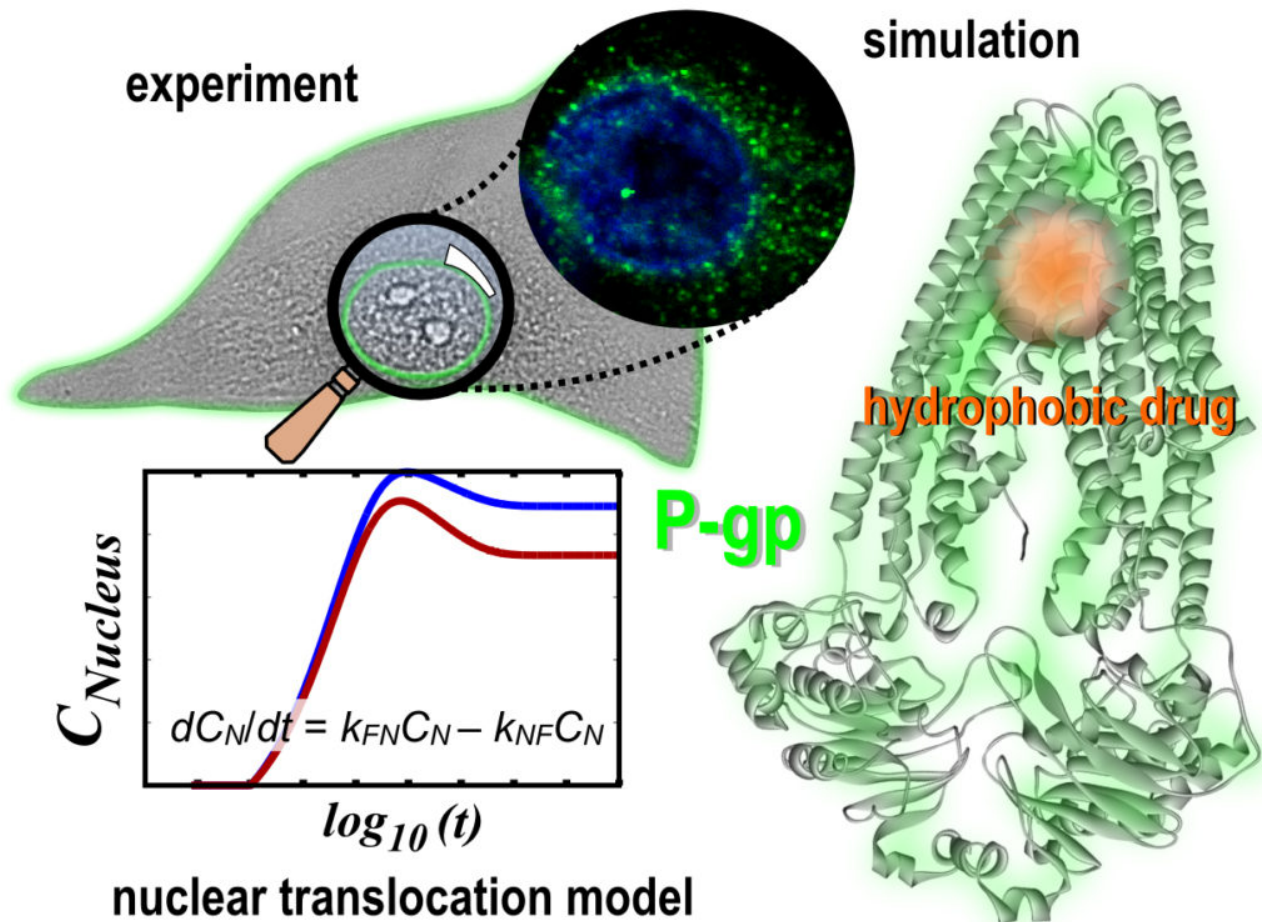 simulation
experiment
hydrophobic drug
P-gp
C_Nucleus
dC_N/dt = k_FN C_N – k_NF C_N
log_10 (t)
nuclear translocation model